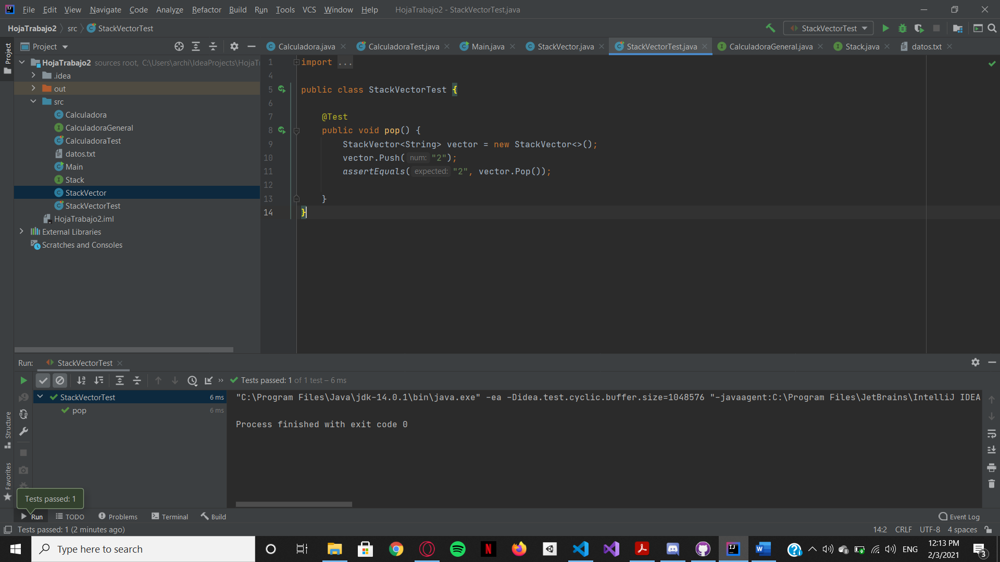 File Edit View Navigate Code Analyze Refactor Build Run Tools VCS Window Help HojaTrabajo2 - StackVectorTest.java
HojaTrabajo2 src StackVectorTest
StackVectorTest
Project
Project
Calculadora.java CalculadoraTest.java Main.java StackVector.java StackVectorTest.java CalculadoraGeneral.java Stack.java datos.txt
HojaTrabajo2 sources root, C:\Users\archi\IdeaProjects\HojaT
.idea
out
src
Calculadora
CalculadoraGeneral
CalculadoraTest
datos.txt
Main
Stack
StackVector
StackVectorTest
HojaTrabajo2.iml
External Libraries
Scratches and Consoles
1 import ...
4
5 public class StackVectorTest {
6
7 @Test
8 public void pop() {
9 StackVector<String> vector = new StackVector<>();
10 vector.Push( num: "2");
11 assertEquals( expected: "2", vector.Pop());
12
13 }
14 }
Run: StackVectorTest
Tests passed: 1 of 1 test – 6 ms
StackVectorTest 6 ms
pop 6 ms
"C:\Program Files\Java\jdk-14.0.1\bin\java.exe" -ea -Didea.test.cyclic.buffer.size=1048576 "-javaagent:C:\Program Files\JetBrains\IntelliJ IDEA
Process finished with exit code 0
Structure
Favorites
Tests passed: 1
Run TODO Problems Terminal Build Event Log
Tests passed: 1 (2 minutes ago) 14:2 CRLF UTF-8 4 spaces
Type here to search
ENG
12:13 PM
2/3/2021
3